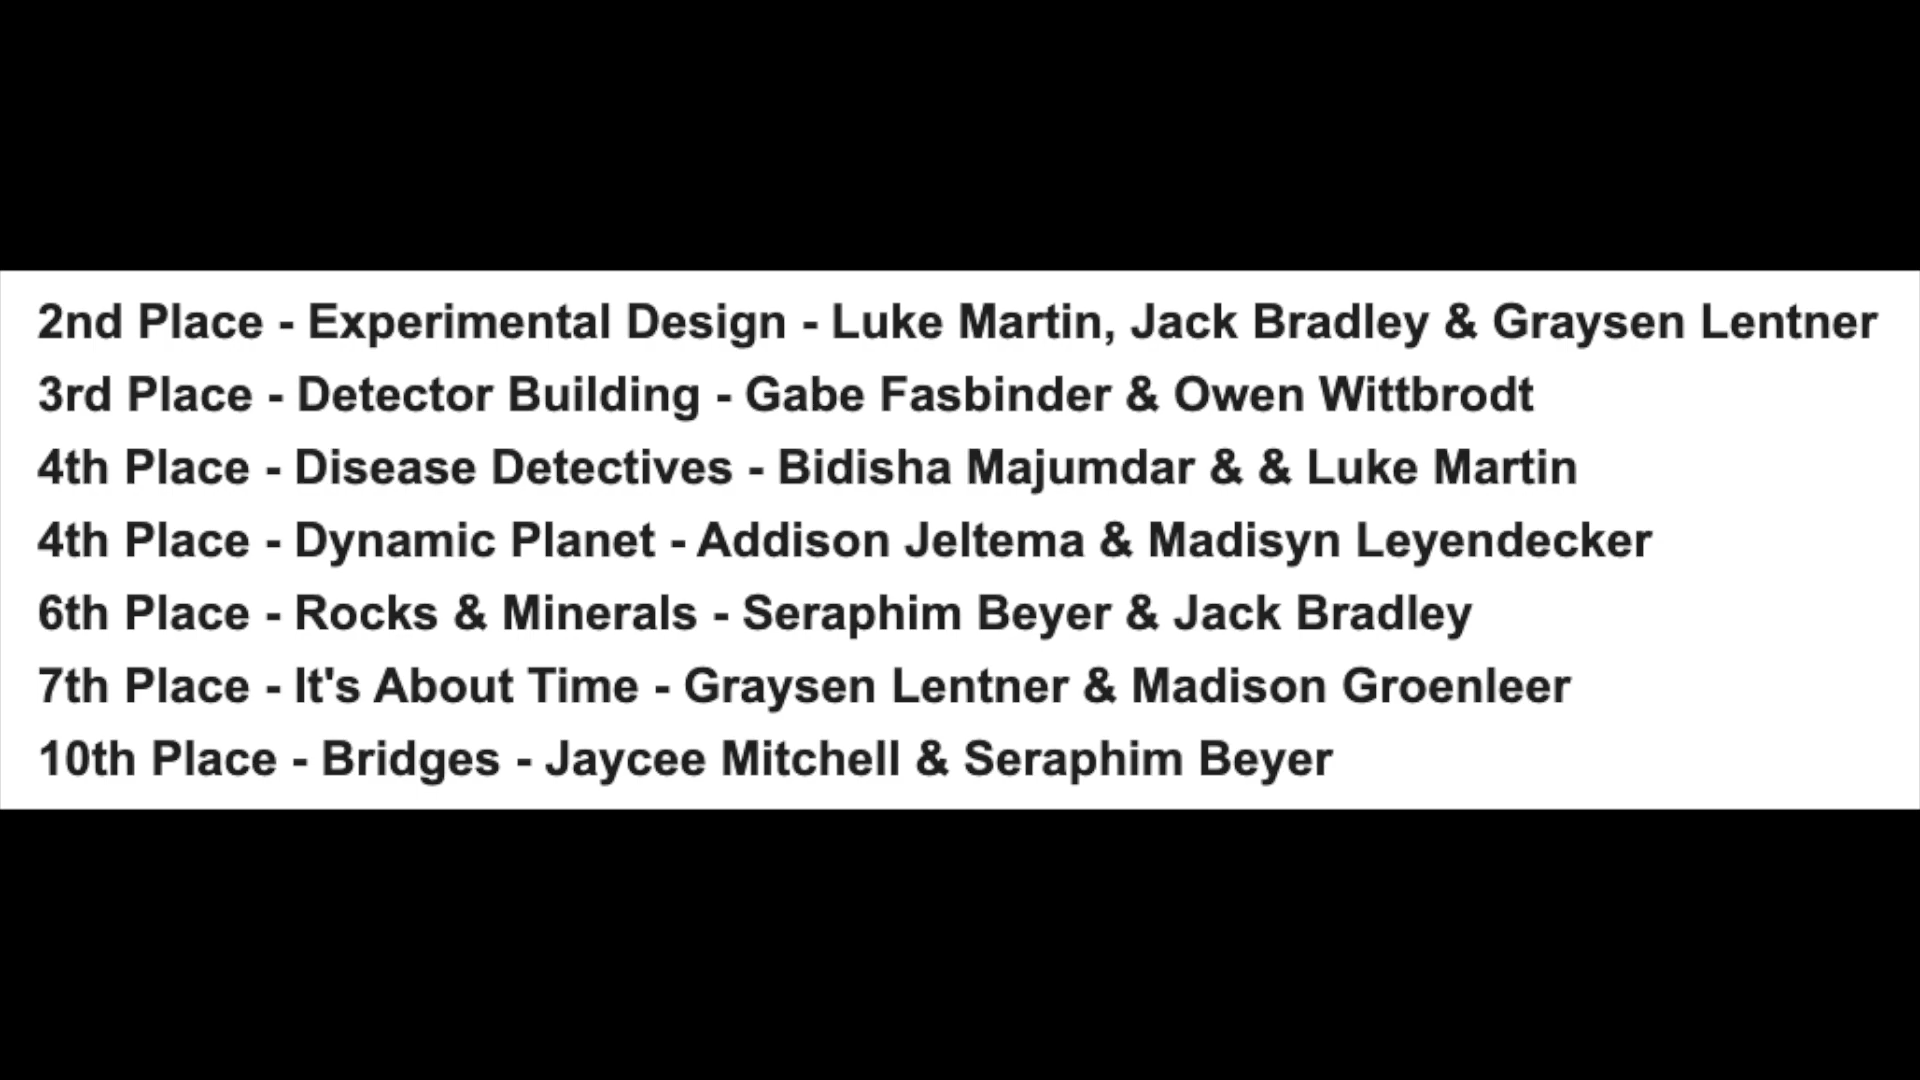 2nd Place - Experimental Design - Luke Martin, Jack Bradley & Graysen Lentner
3rd Place - Detector Building - Gabe Fasbinder & Owen Wittbrodt
4th Place - Disease Detectives - Bidisha Majumdar & & Luke Martin
4th Place - Dynamic Planet - Addison Jeltema & Madisyn Leyendecker
6th Place - Rocks & Minerals - Seraphim Beyer & Jack Bradley
7th Place - It's About Time - Graysen Lentner & Madison Groenleer
10th Place - Bridges - Jaycee Mitchell & Seraphim Beyer